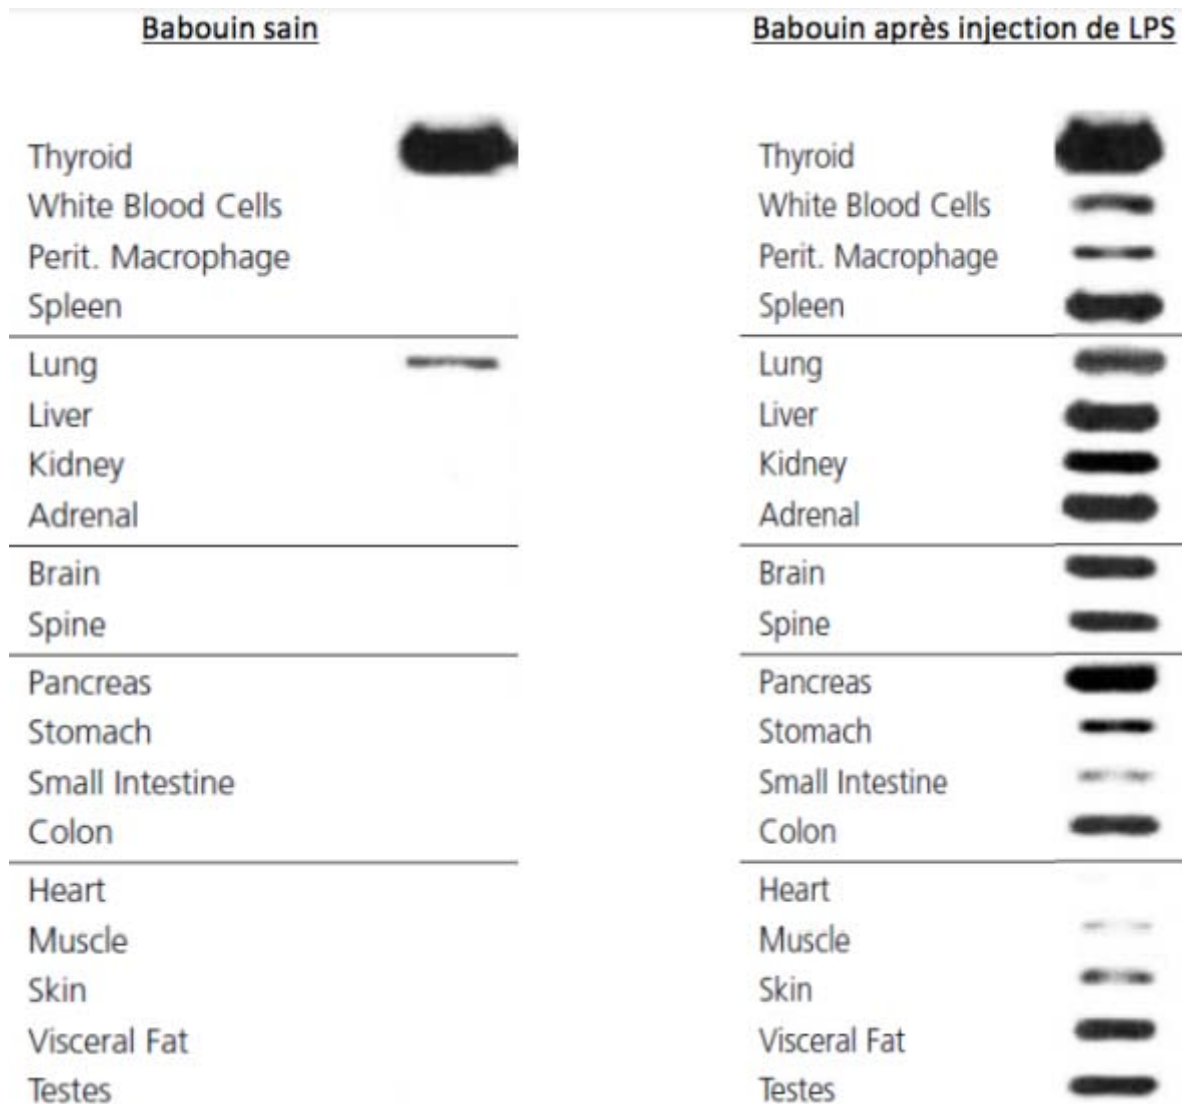 Babouin sain
Babouin après injection de LPS
Thyroid
White Blood Cells
Perit. Macrophage
Spleen
Lung
Liver
Kidney
Adrenal
Brain
Spine
Pancreas
Stomach
Small Intestine
Colon
Heart
Muscle
Skin
Visceral Fat
Testes
Thyroid
White Blood Cells
Perit. Macrophage
Spleen
Lung
Liver
Kidney
Adrenal
Brain
Spine
Pancreas
Stomach
Small Intestine
Colon
Heart
Muscle
Skin
Visceral Fat
Testes